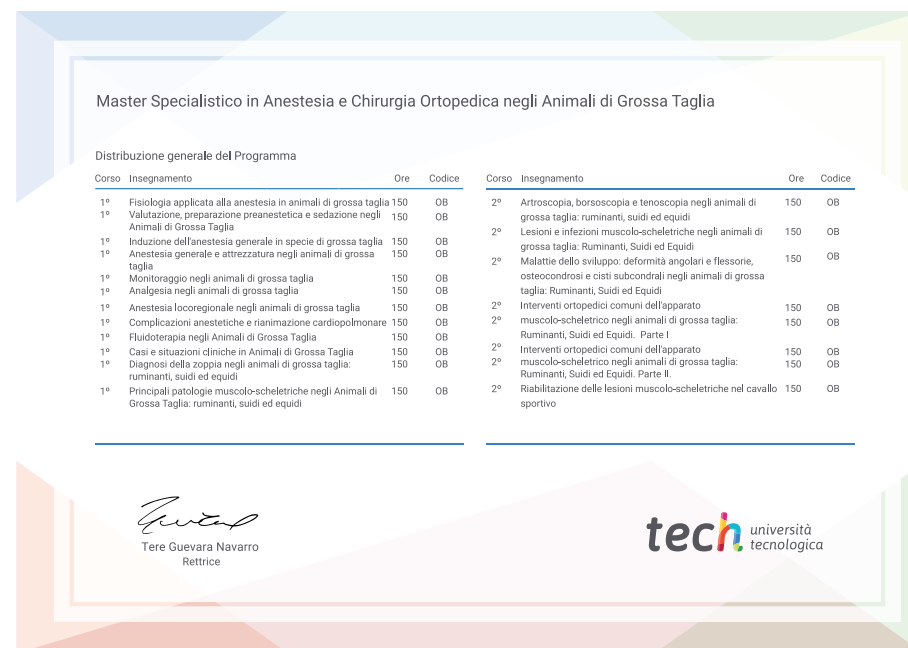 Master Specialistico in Anestesia e Chirurgia Ortopedica negli Animali di Grossa Taglia
Distribuzione generale del Programma
Corso Insegnamento Ore Codice
1º Fisiologia applicata alla anestesia in animali di grossa taglia 150 OB
1º Valutazione, preparazione preanestetica e sedazione negli 150 OB
Animali di Grossa Taglia
1º Induzione dell'anestesia generale in specie di grossa taglia 150 OB
1º Anestesia generale e attrezzatura negli animali di grossa 150 OB
taglia
1º Monitoraggio negli animali di grossa taglia 150 OB
1º Analgesia negli animali di grossa taglia 150 OB
1º Anestesia locoregionale negli animali di grossa taglia 150 OB
1º Complicazioni anestetiche e rianimazione cardiopolmonare 150 OB
1º Fluidoterapia negli Animali di Grossa Taglia 150 OB
1º Casi e situazioni cliniche in Animali di Grossa Taglia 150 OB
1º Diagnosi della zoppia negli animali di grossa taglia: 150 OB
ruminanti, suidi ed equidi
1º Principali patologie muscolo-scheletriche negli Animali di 150 OB
Grossa Taglia: ruminanti, suidi ed equidi
Corso Insegnamento Ore Codice
2º Artroscopia, borsoscopia e tenoscopia negli animali di 150 OB
grossa taglia: ruminanti, suidi ed equidi
2º Lesioni e infezioni muscolo-scheletriche negli animali di 150 OB
grossa taglia: Ruminanti, Suidi ed Equidi
2º Malattie dello sviluppo: deformità angolari e flessorie, 150 OB
osteocondrosi e cisti subcondrali negli animali di grossa
taglia: Ruminanti, Suidi ed Equidi
2º Interventi ortopedici comuni dell'apparato 150 OB
2º muscolo-scheletrico negli animali di grossa taglia: 150 OB
Ruminanti, Suidi ed Equidi. Parte I
2º Interventi ortopedici comuni dell'apparato 150 OB
2º muscolo-scheletrico negli animali di grossa taglia: 150 OB
Ruminanti, Suidi ed Equidi. Parte II.
2º Riabilitazione delle lesioni muscolo-scheletriche nel cavallo 150 OB
sportivo
Tere Guevara Navarro
Rettrice
tech università
tecnologica